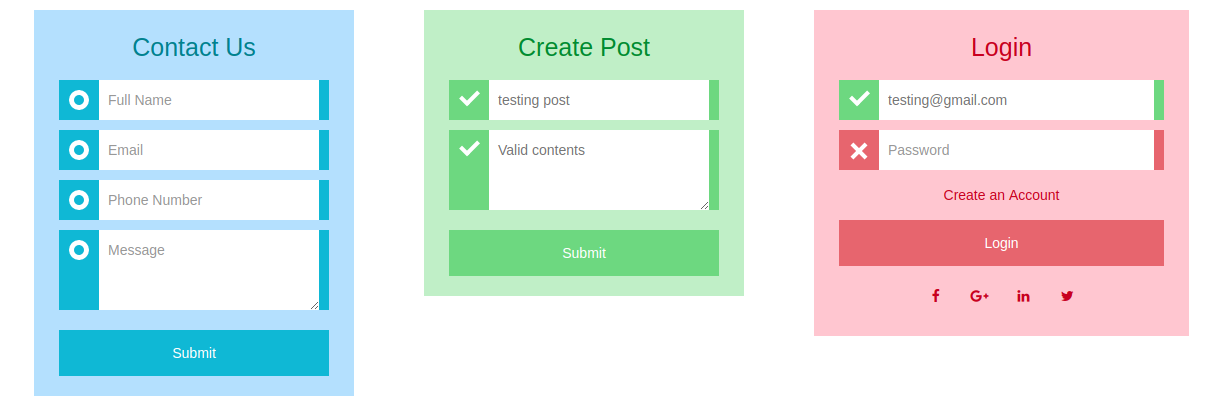 Contact Us
Full Name
Email
Phone Number
Message
Submit
Create Post
testing post
Valid contents
Submit
Login
testing@gmail.com
Password
Create an Account
Login